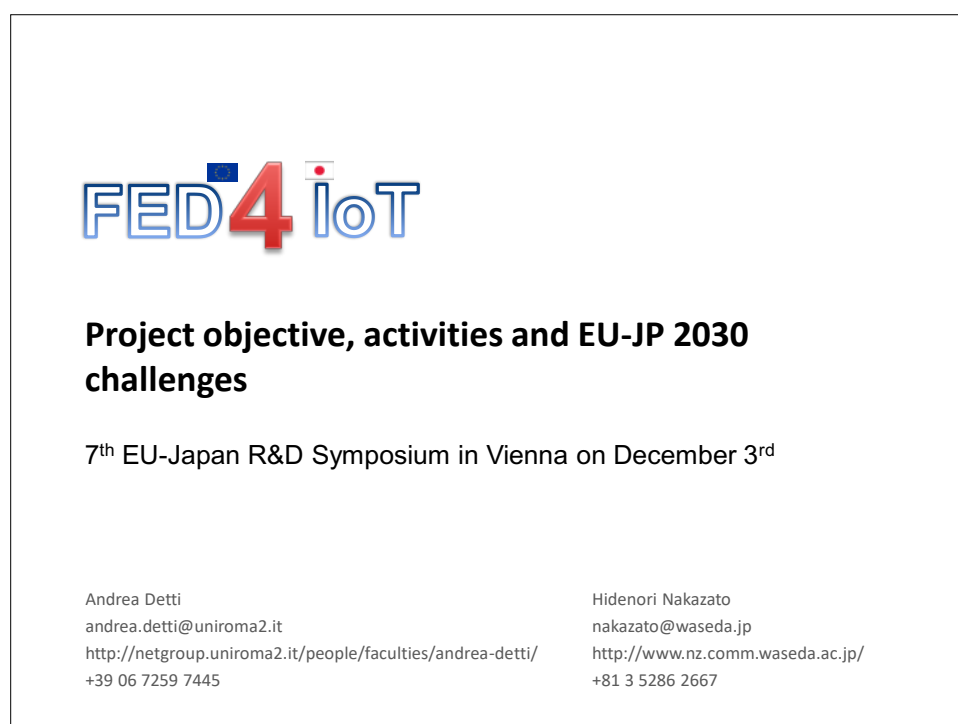 FED4IoT
Project objective, activities and EU-JP 2030
challenges
7th EU-Japan R&D Symposium in Vienna on December 3rd
Andrea Detti
andrea.detti@uniroma2.it
http://netgroup.uniroma2.it/people/faculties/andrea-detti/
+39 06 7259 7445
Hidenori Nakazato
nakazato@waseda.jp
http://www.nz.comm.waseda.ac.jp/
+81 3 5286 2667